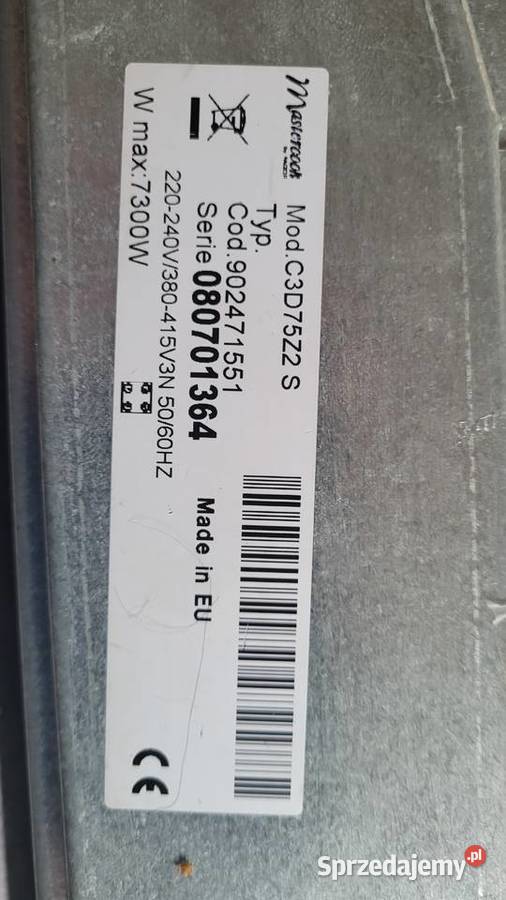 Mastercook
Mod.C3D75Z2 S
Typ.
Cod.902471551
Serie 080701364 Made in EU
220-240V/380-415V3N 50/60HZ
W max:7300W
CE
Sprzedajemy.pl